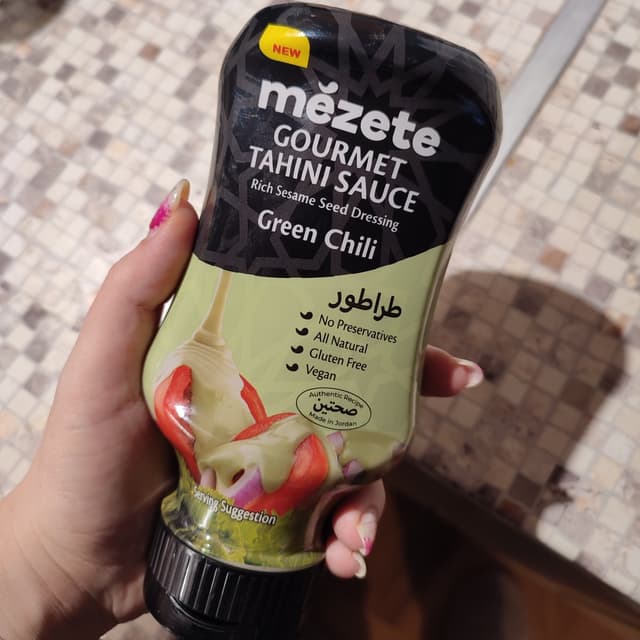 NEW
mězete
GOURMET
TAHINI SAUCE
Rich Sesame Seed Dressing
Green Chili
طراطور
No Preservatives
All Natural
Gluten Free
Vegan
Authentic Recipe
صحتين
Made in Jordan
Serving Suggestion